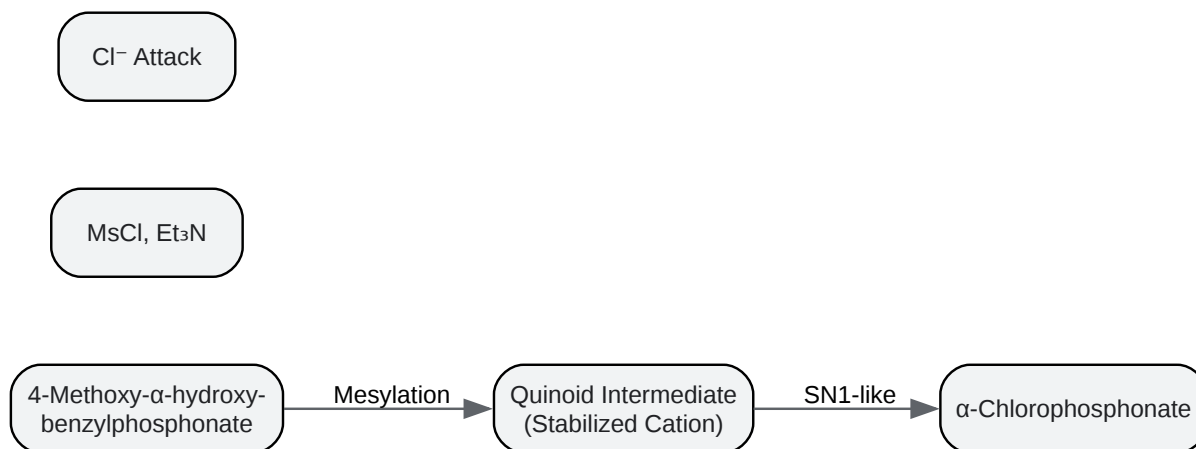 Cl⁻ Attack
MsCl, Et₃N
4-Methoxy-α-hydroxy-
benzylphosphonate
Mesylation
Quinoid Intermediate
(Stabilized Cation)
SN1-like
α-Chlorophosphonate